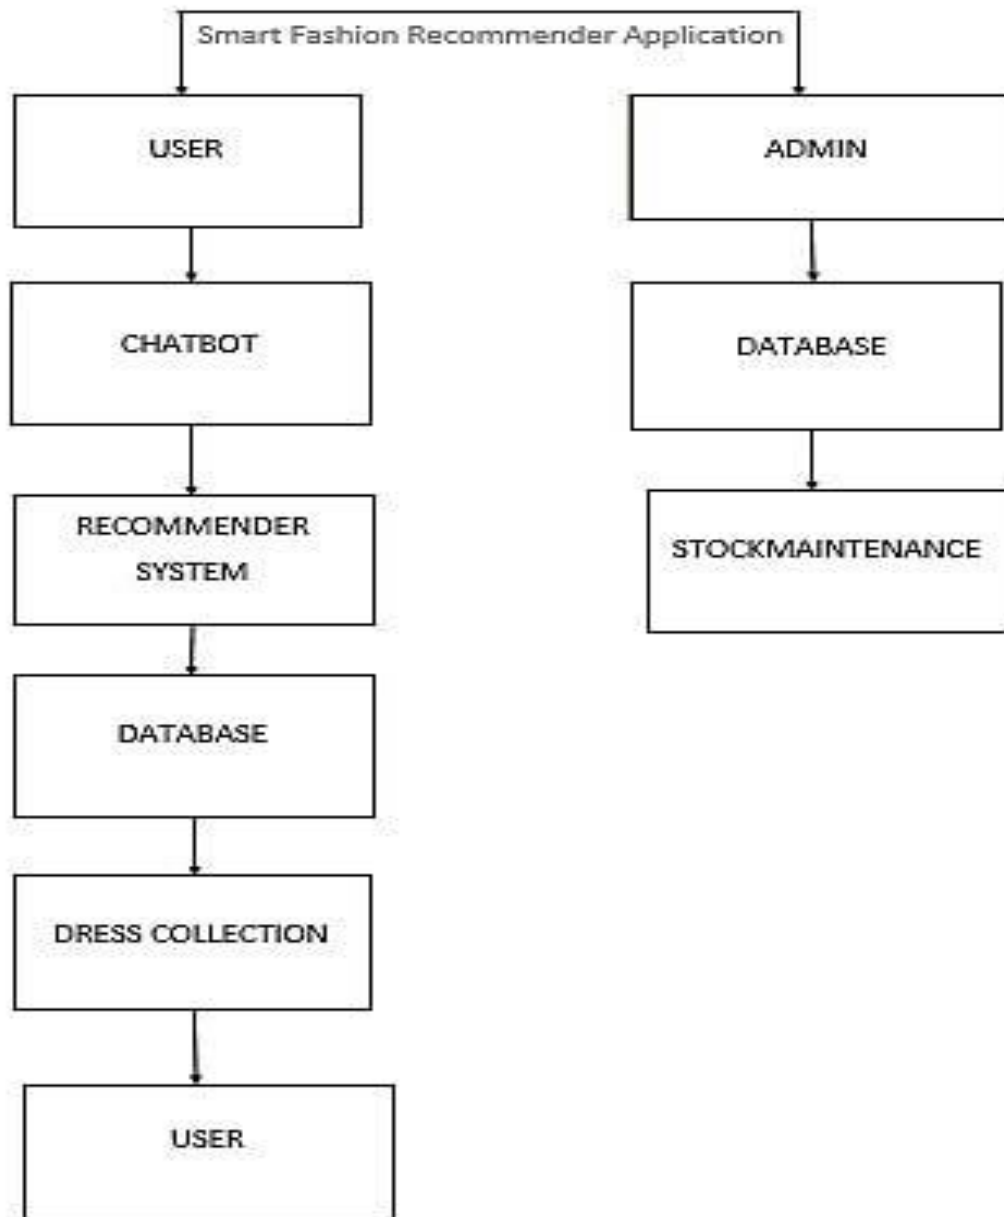 Smart Fashion Recommender Application
USER
ADMIN
CHATBOT
DATABASE
RECOMMENDER
SYSTEM
STOCKMAINTENANCE
DATABASE
DRESS COLLECTION
USER